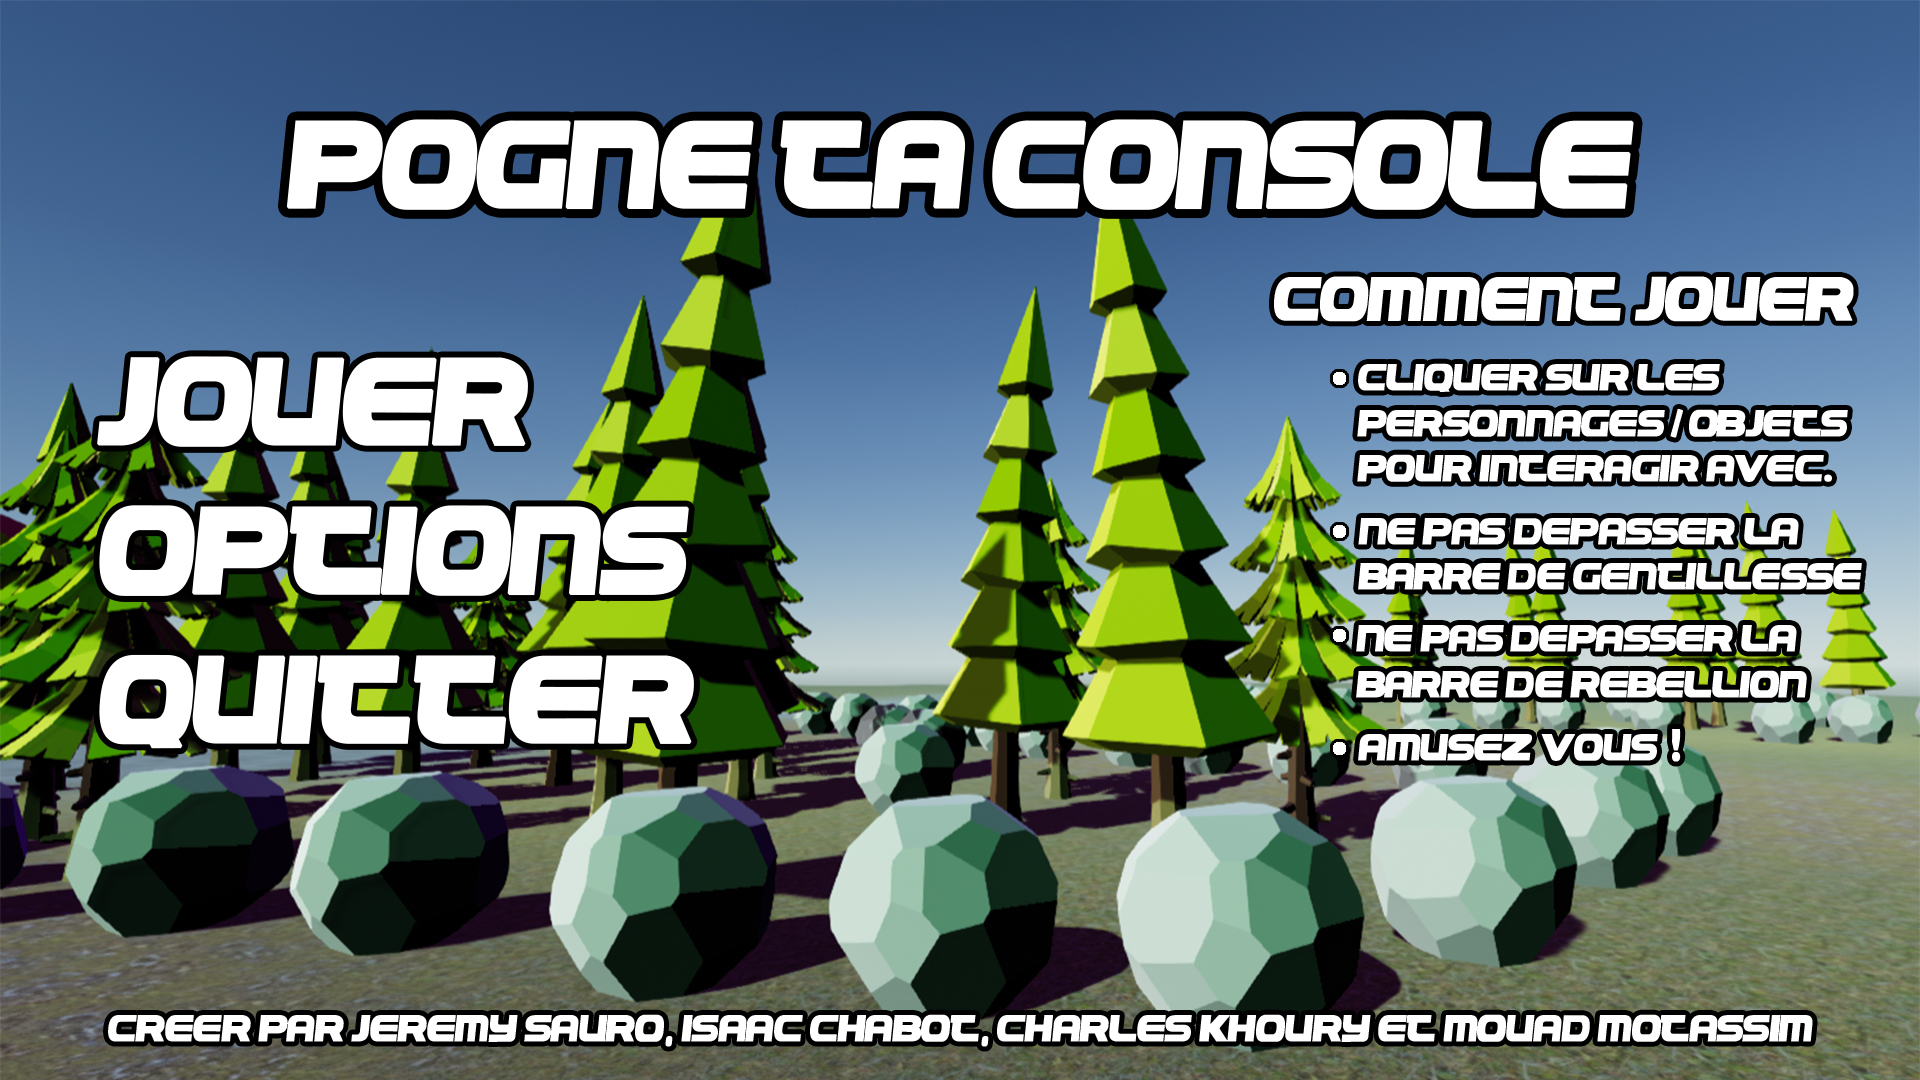 POGNE TA CONSOLE
JOUER
OPTIONS
QUITTER
COMMENT JOUER
• CLIQUER SUR LES
PERSONNAGES / OBJETS
POUR INTERAGIR AVEC.
• NE PAS DEPASSER LA
BARRE DE GENTILLESSE
• NE PAS DEPASSER LA
BARRE DE REBELLION
• AMUSEZ VOUS !
CREER PAR JEREMY SAURO, ISAAC CHABOT, CHARLES KHOURY ET MOUAD MOTASSIM